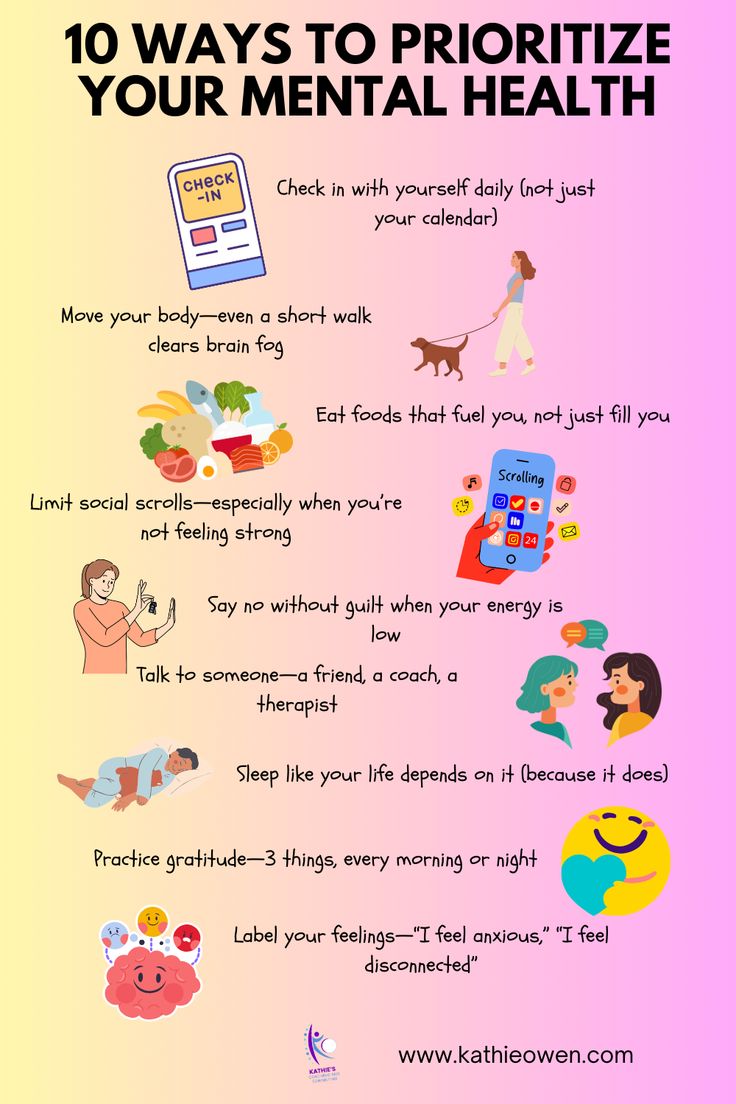 10 WAYS TO PRIORITIZE
YOUR MENTAL HEALTH
CHECK
-IN
Check in with yourself daily (not just
your calendar)
Move your body—even a short walk
clears brain fog
Eat foods that fuel you, not just fill you
Scrolling
24
Limit social scrolls—especially when you're
not feeling strong
Say no without guilt when your energy is
low
Talk to someone—a friend, a coach, a
therapist
Sleep like your life depends on it (because it does)
Practice gratitude—3 things, every morning or night
Label your feelings—“I feel anxious,” “I feel
disconnected”
KATHIE'S
www.kathieowen.com